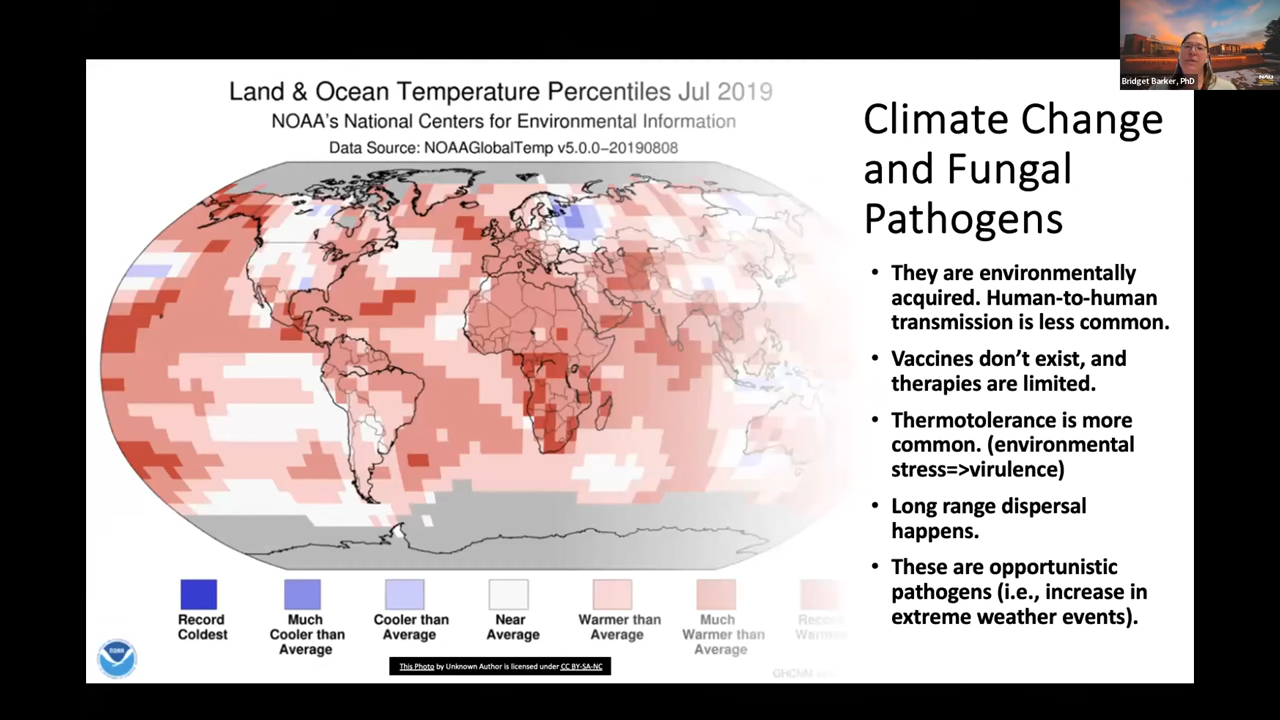 Bridget Barker, PhD
NAU
Land & Ocean Temperature Percentiles Jul 2019
NOAA's National Centers for Environmental Information
Data Source: NOAAGlobalTemp v5.0.0–20190808
Climate Change
and Fungal
Pathogens
• They are environmentally
acquired. Human-to-human
transmission is less common.
• Vaccines don't exist, and
therapies are limited.
• Thermotolerance is more
common. (environmental
stress=>virulence)
• Long range dispersal
happens.
• These are opportunistic
pathogens (i.e., increase in
extreme weather events).
Record
Coldest
Much
Cooler than
Average
Cooler than
Average
Near
Average
Warmer than
Average
Much
Warmer than
Average
noaa
This Photo by Unknown Author is licensed under CC BY-SA-NC